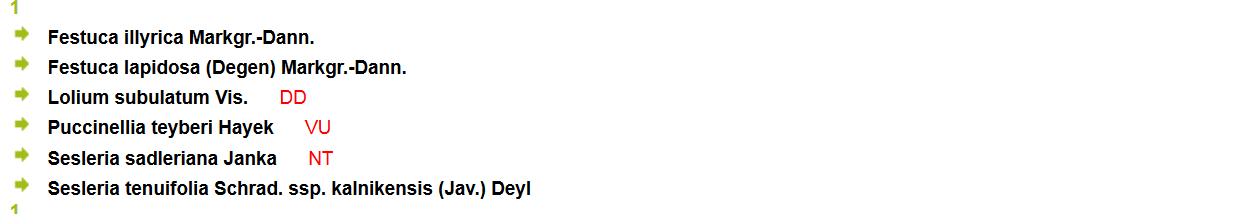 1
Festuca illyrica Markgr.-Dann.
Festuca lapidosa (Degen) Markgr.-Dann.
Lolium subulatum Vis. DD
Puccinellia teyberi Hayek VU
Sesleria sadleriana Janka NT
Sesleria tenuifolia Schrad. ssp. kalnikensis (Jav.) Deyl
1